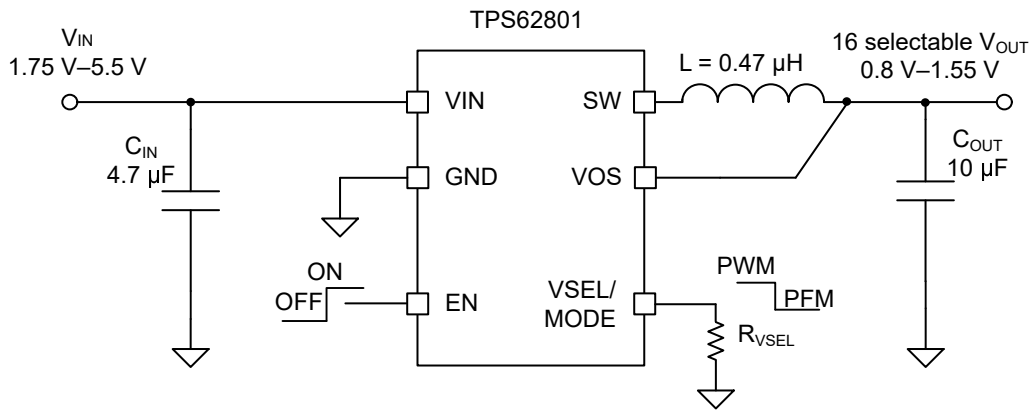 TPS62801
VIN
1.75 V–5.5 V
L = 0.47 µH
16 selectable VOUT
0.8 V–1.55 V
VIN
SW
CIN
4.7 µF
COUT
10 µF
GND
VOS
ON
OFF
EN
VSEL/
MODE
PWM
PFM
RVSEL